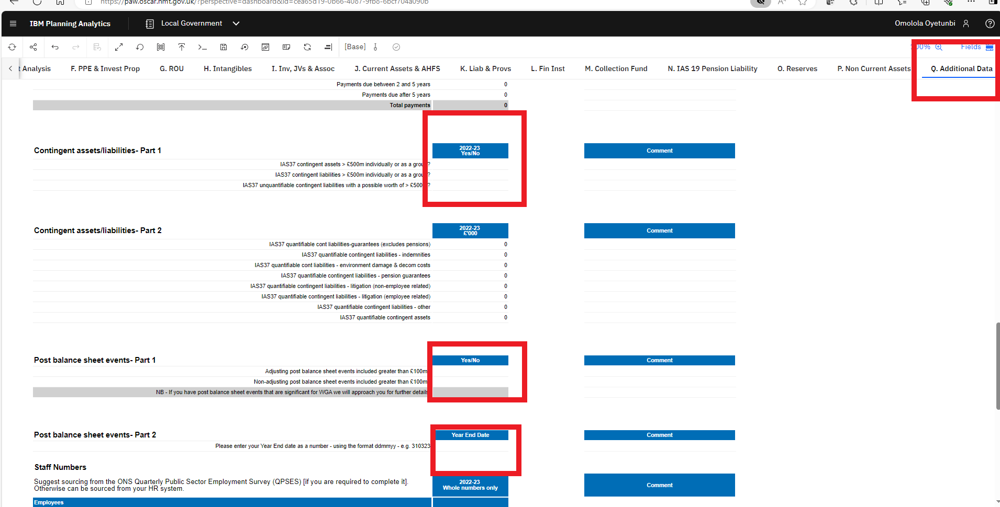 https://paw.oscar.hmt.gov.uk/?perspective=dashboard&id=cea65d19-0b66-4087-9fb8-6bcf704a090b
IBM Planning Analytics
Local Government
Omolola Oyetunbi
[Base]
100%
Fields
t Analysis
F. PPE & Invest Prop
G. ROU
H. Intangibles
I. Inv, JVs & Assoc
J. Current Assets & AHFS
K. Liab & Provs
L. Fin Inst
M. Collection Fund
N. IAS 19 Pension Liability
O. Reserves
P. Non Current Assets
Q. Additional Data
Payments due between 2 and 5 years 0
Payments due after 5 years 0
Total payments 0
Contingent assets/liabilities- Part 1
2022-23
Yes/No
Comment
IAS37 contingent assets > £500m individually or as a grou ?
IAS37 contingent liabilities > £500m individually or as a grou ?
IAS37 unquantifiable contingent liabilities with a possible worth of > £500 ?
Contingent assets/liabilities- Part 2
2022-23
£'000
Comment
IAS37 quantifiable cont liabilities-guarantees (excludes pensions) 0
IAS37 quantifiable contingent liabilities - indemnities 0
IAS37 quantifiable cont liabilities - environment damage & decom costs 0
IAS37 quantifiable contingent liabilities - pension guarantees 0
IAS37 quantifiable contingent liabilities - litigation (non-employee related) 0
IAS37 quantifiable contingent liabilities - litigation (employee related) 0
IAS37 quantifiable contingent liabilities - other 0
IAS37 quantifiable contingent assets 0
Post balance sheet events- Part 1
Yes/No
Comment
Adjusting post balance sheet events included greater than £100m
Non-adjusting post balance sheet events included greater than £100m
NB - If you have post balance sheet events that are significant for WGA we will approach you for further details
Post balance sheet events- Part 2
Year End Date
Comment
Please enter your Year End date as a number - using the format ddmmyy - e.g. 310323
Staff Numbers
Suggest sourcing from the ONS Quarterly Public Sector Employment Survey (QPSES) [if you are required to complete it].
Otherwise can be sourced from your HR system.
2022-23
Whole numbers only
Comment
Employees